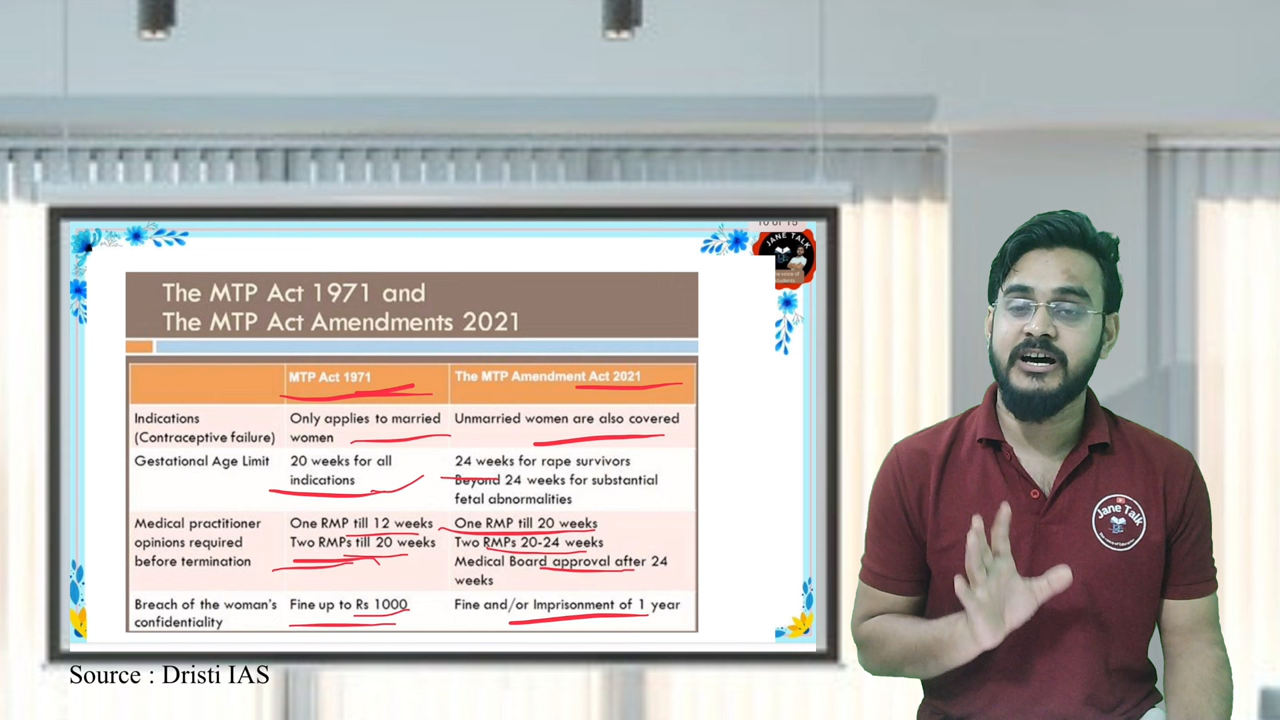 10 of 15
JANE TALK
The MTP Act 1971 and
The MTP Act Amendments 2021
MTP Act 1971
The MTP Amendment Act 2021
Indications
(Contraceptive failure)
Only applies to married
women
Unmarried women are also covered
Gestational Age Limit
20 weeks for all
indications
24 weeks for rape survivors
Beyond 24 weeks for substantial
fetal abnormalities
Medical practitioner
opinions required
before termination
One RMP till 12 weeks
Two RMPs till 20 weeks
One RMP till 20 weeks
Two RMPs 20-24 weeks
Medical Board approval after 24
weeks
Breach of the woman's
confidentiality
Fine up to Rs 1000
Fine and/or Imprisonment of 1 year
Source : Dristi IAS
Jane Talk